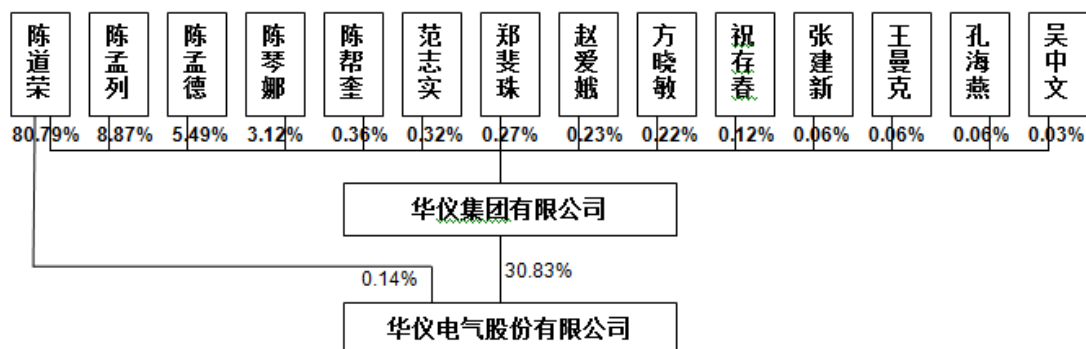 陈道荣
陈孟列
陈孟德
陈琴娜
陈帮奎
范志实
郑斐珠
赵爱娥
方晓敏
祝存春
张建新
王曼克
孔海燕
吴中文
80.79% 8.87% 5.49% 3.12% 0.36% 0.32% 0.27% 0.23% 0.22% 0.12% 0.06% 0.06% 0.06% 0.03%
华仪集团有限公司
0.14% 30.83%
华仪电气股份有限公司